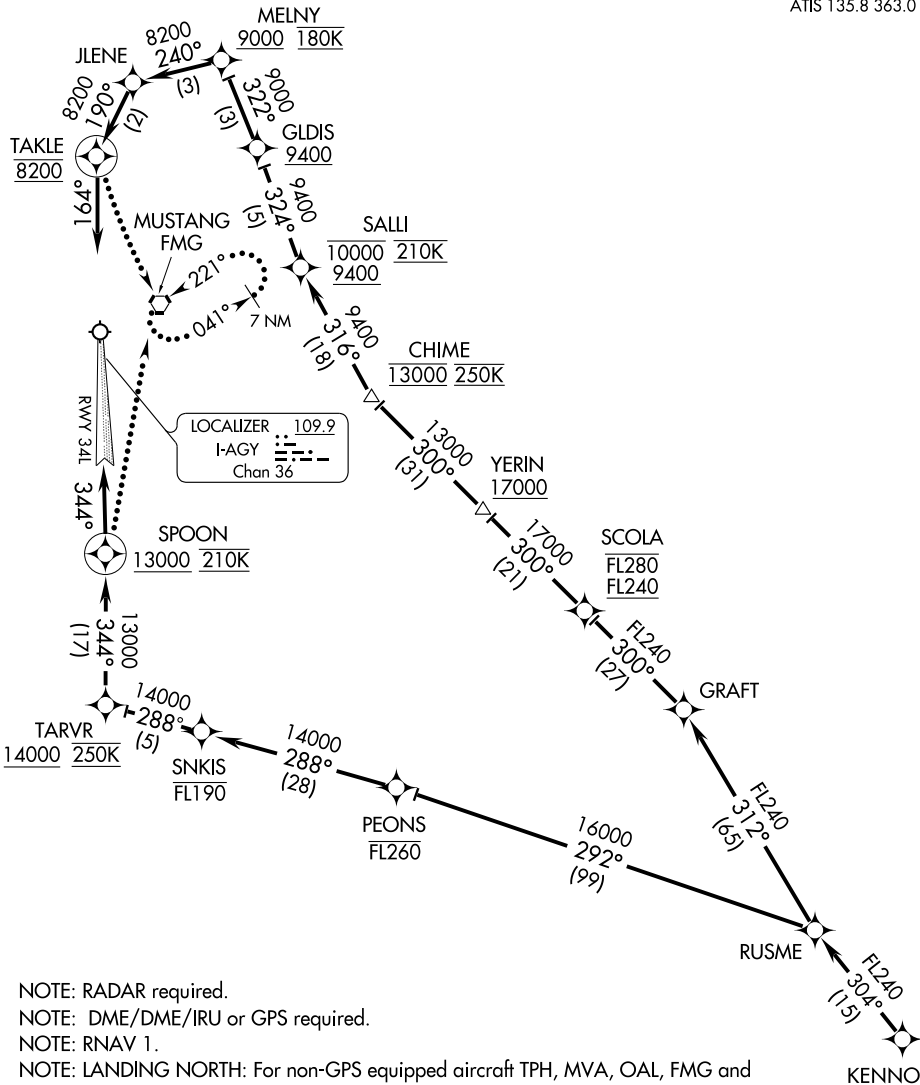 ATIS 135.8 363.0
MELNY
9000 180K
8200
240°
(3)
JLENE
8200
190°
(2)
9000
322°
(3)
GLDIS
9400
TAKLE
8200
164°
9400
324°
(5)
MUSTANG
FMG
SALLI
10000 210K
9400
221°
041°
7 NM
9400
316°
(18)
CHIME
13000 250K
LOCALIZER 109.9
I-AGY
Chan 36
RWY 34L
344°
13000
300°
(31)
YERIN
17000
SPOON
13000 210K
17000
300°
(21)
SCOLA
FL280
FL240
13000
344°
(17)
FL240
300°
(27)
GRAFT
TARVR
14000 250K
14000
288°
(5)
SNKIS
FL190
14000
288°
(28)
PEONS
FL260
FL240
312°
(65)
16000
292°
(99)
RUSME
FL240
304°
(15)
KENNO
NOTE: RADAR required.
NOTE: DME/DME/IRU or GPS required.
NOTE: RNAV 1.
NOTE: LANDING NORTH: For non-GPS equipped aircraft TPH, MVA, OAL, FMG and